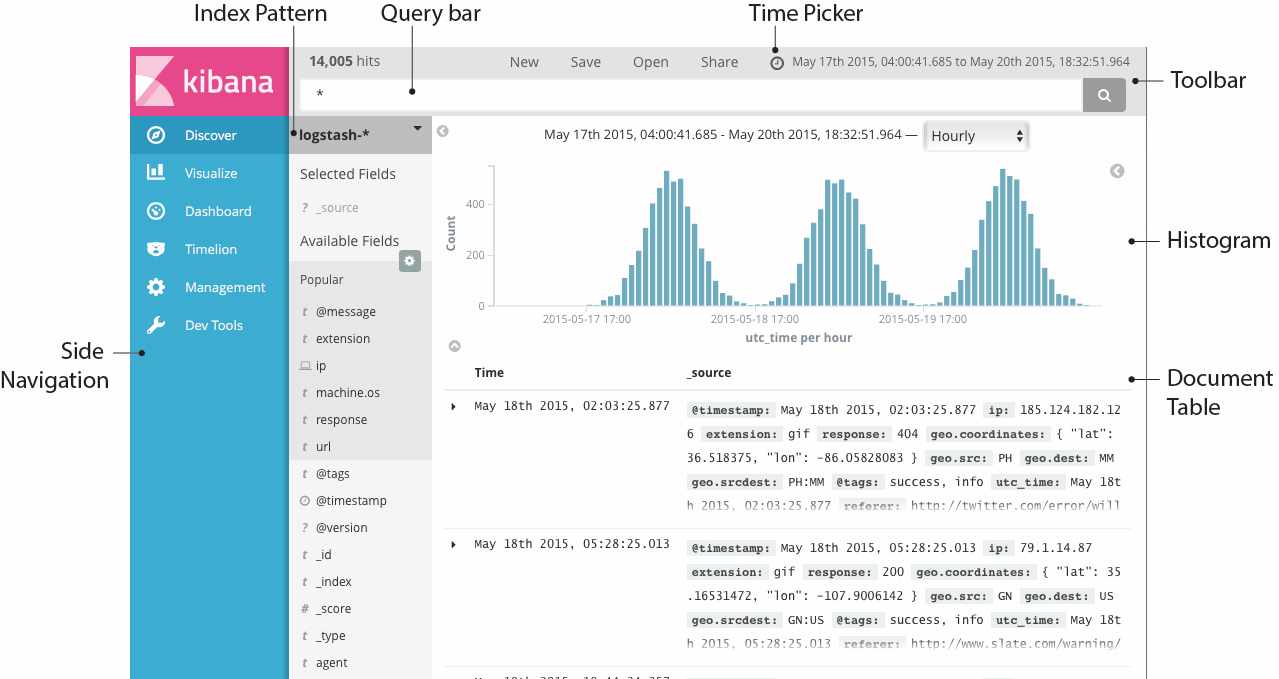 Index Pattern
Query bar
Time Picker
kibana
14,005 hits
New Save Open Share May 17th 2015, 04:00:41.685 to May 20th 2015, 18:32:51.964
Toolbar
*
Discover
Visualize
Dashboard
Timelion
Management
Dev Tools
Side
Navigation
logstash-*
Selected Fields
? _source
Available Fields
Popular
t @message
t extension
ip
t machine.os
t response
t url
t @tags
@timestamp
? @version
t _id
t _index
# _score
t _type
t agent
May 17th 2015, 04:00:41.685 - May 20th 2015, 18:32:51.964 — Hourly
Count
400
200
0
2015-05-17 17:00 2015-05-18 17:00 2015-05-19 17:00
utc_time per hour
Histogram
Time _source
Document
Table
May 18th 2015, 02:03:25.877
@timestamp: May 18th 2015, 02:03:25.877 ip: 185.124.182.12
6 extension: gif response: 404 geo.coordinates: { "lat":
36.518375, "lon": -86.05828083 } geo.src: PH geo.dest: MM
geo.srcdest: PH:MM @tags: success, info utc_time: May 18t
h 2015, 02:03:25.877 referer: http://twitter.com/error/will
May 18th 2015, 05:28:25.013
@timestamp: May 18th 2015, 05:28:25.013 ip: 79.1.14.87
extension: gif response: 200 geo.coordinates: { "lat": 35
.16531472, "lon": -107.9006142 } geo.src: GN geo.dest: US
geo.srcdest: GN:US @tags: success, info utc_time: May 18t
h 2015, 05:28:25.013 referer: http://www.slate.com/warning/